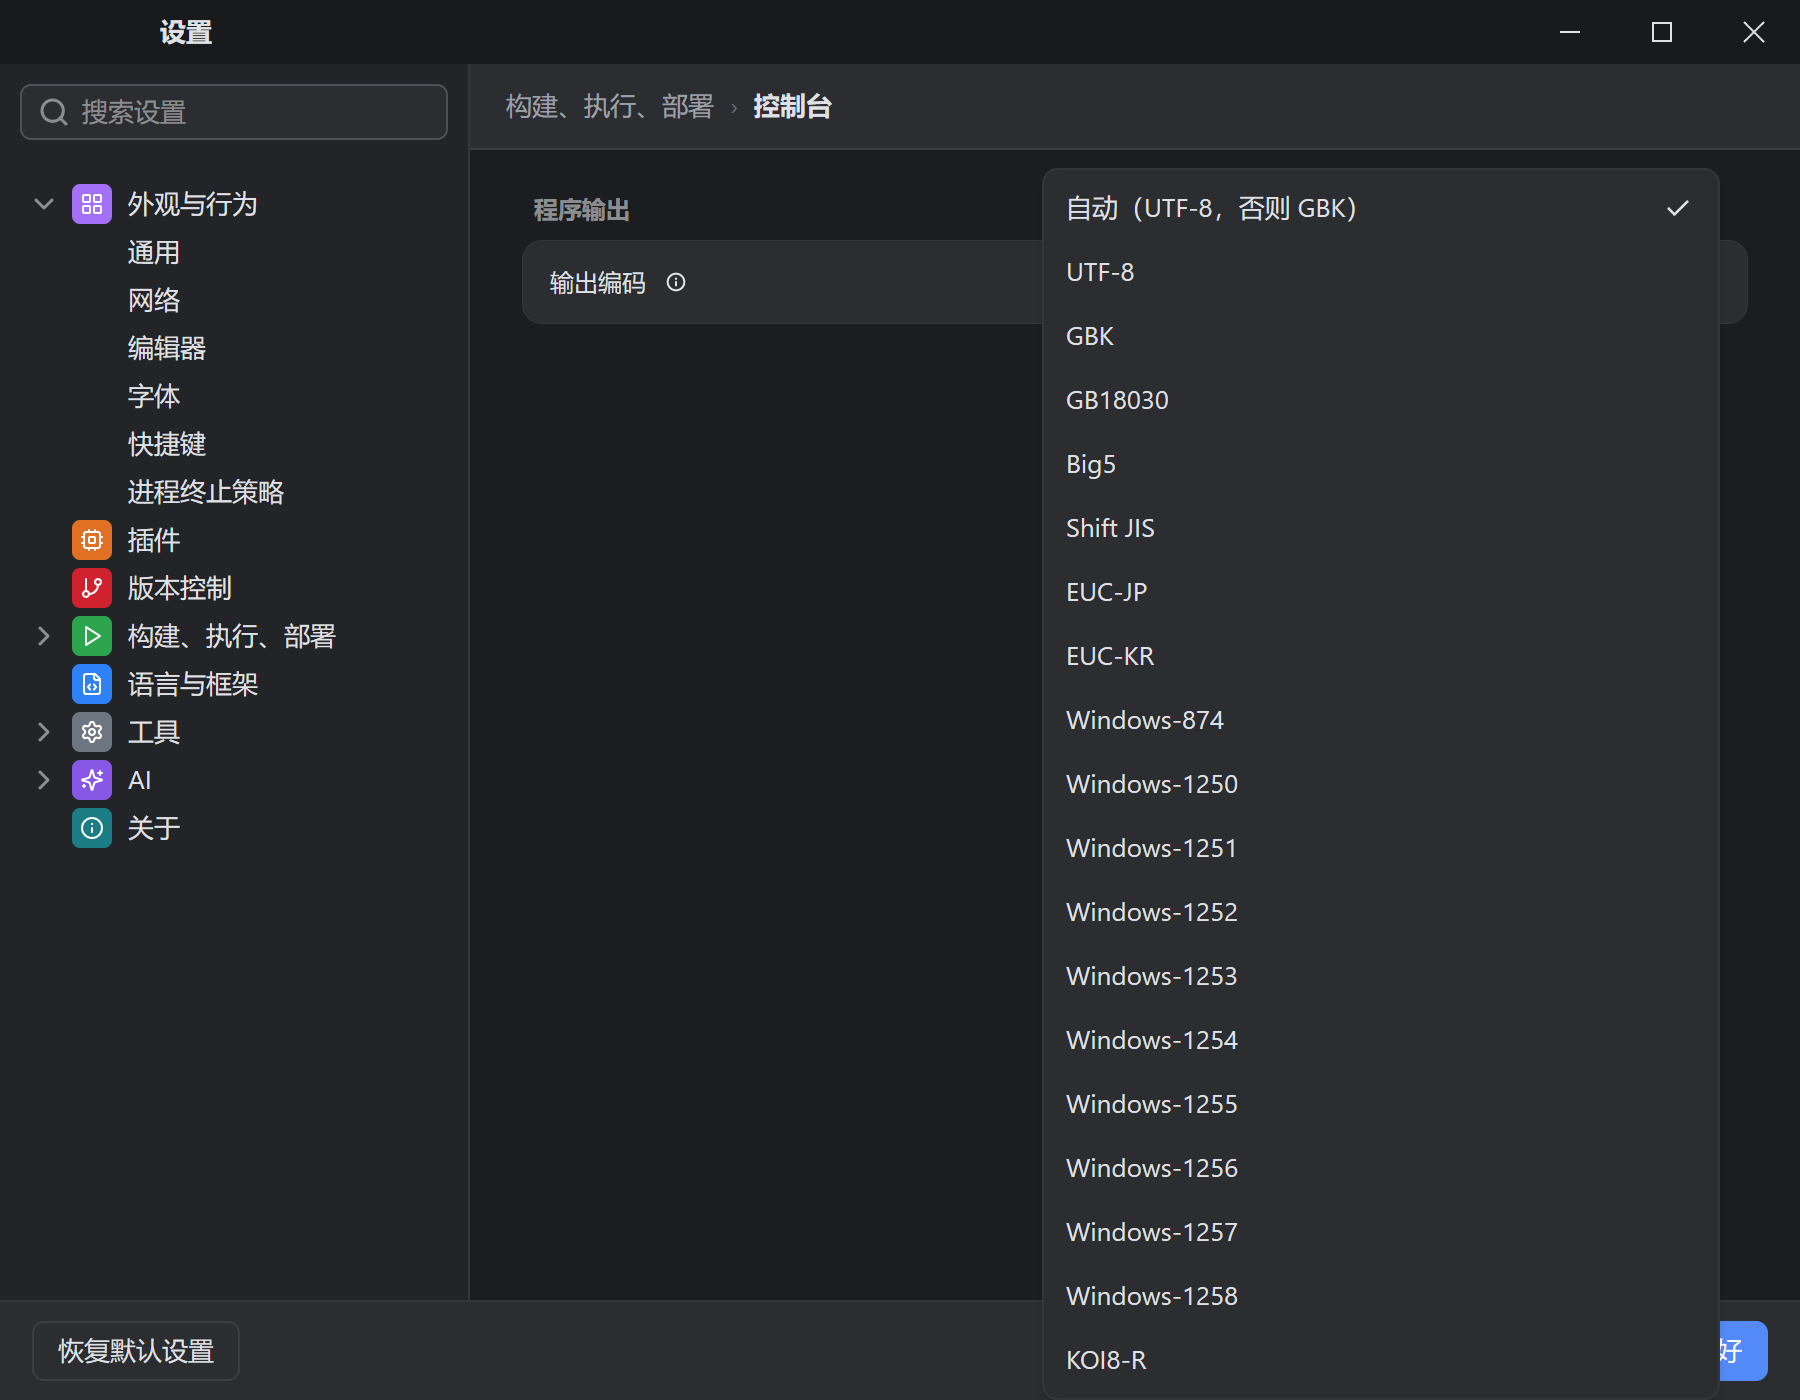 设置
搜索设置
外观与行为
通用
网络
编辑器
字体
快捷键
进程终止策略
插件
版本控制
构建、执行、部署
语言与框架
工具
AI
关于
恢复默认设置
构建、执行、部署 › 控制台
程序输出
输出编码
自动（UTF-8，否则 GBK）
UTF-8
GBK
GB18030
Big5
Shift JIS
EUC-JP
EUC-KR
Windows-874
Windows-1250
Windows-1251
Windows-1252
Windows-1253
Windows-1254
Windows-1255
Windows-1256
Windows-1257
Windows-1258
KOI8-R
好